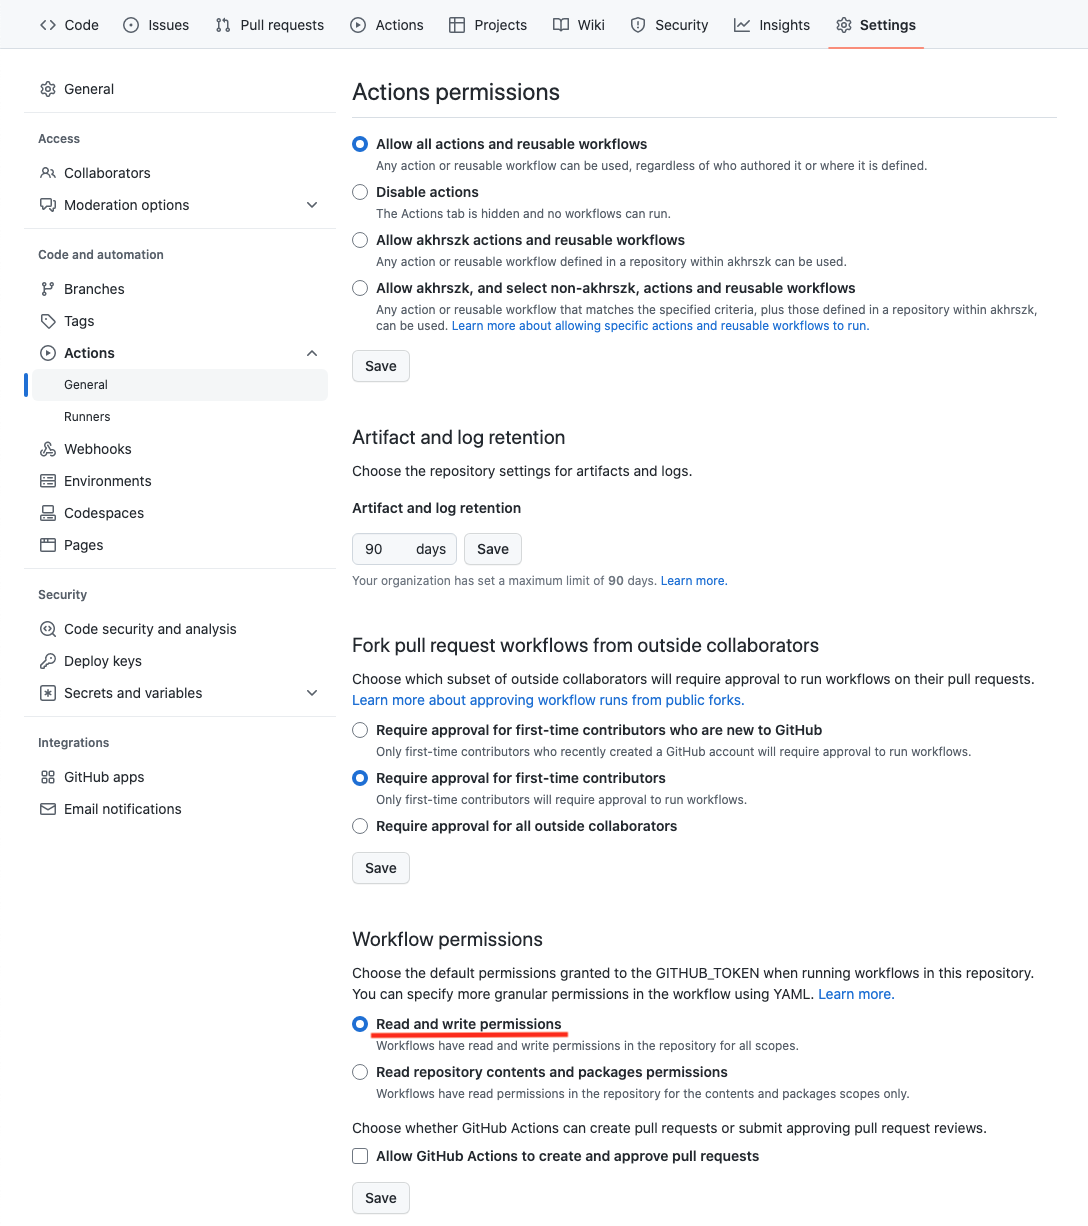 Code Issues Pull requests Actions Projects Wiki Security Insights Settings
General
Access
Collaborators
Moderation options
Code and automation
Branches
Tags
Actions
General
Runners
Webhooks
Environments
Codespaces
Pages
Security
Code security and analysis
Deploy keys
Secrets and variables
Integrations
GitHub apps
Email notifications
Actions permissions
Allow all actions and reusable workflows
Any action or reusable workflow can be used, regardless of who authored it or where it is defined.
Disable actions
The Actions tab is hidden and no workflows can run.
Allow akhrszk actions and reusable workflows
Any action or reusable workflow defined in a repository within akhrszk can be used.
Allow akhrszk, and select non-akhrszk, actions and reusable workflows
Any action or reusable workflow that matches the specified criteria, plus those defined in a repository within akhrszk,
can be used. Learn more about allowing specific actions and reusable workflows to run.
Save
Artifact and log retention
Choose the repository settings for artifacts and logs.
Artifact and log retention
90 days Save
Your organization has set a maximum limit of 90 days. Learn more.
Fork pull request workflows from outside collaborators
Choose which subset of outside collaborators will require approval to run workflows on their pull requests.
Learn more about approving workflow runs from public forks.
Require approval for first-time contributors who are new to GitHub
Only first-time contributors who recently created a GitHub account will require approval to run workflows.
Require approval for first-time contributors
Only first-time contributors will require approval to run workflows.
Require approval for all outside collaborators
Save
Workflow permissions
Choose the default permissions granted to the GITHUB_TOKEN when running workflows in this repository.
You can specify more granular permissions in the workflow using YAML. Learn more.
Read and write permissions
Workflows have read and write permissions in the repository for all scopes.
Read repository contents and packages permissions
Workflows have read permissions in the repository for the contents and packages scopes only.
Choose whether GitHub Actions can create pull requests or submit approving pull request reviews.
Allow GitHub Actions to create and approve pull requests
Save